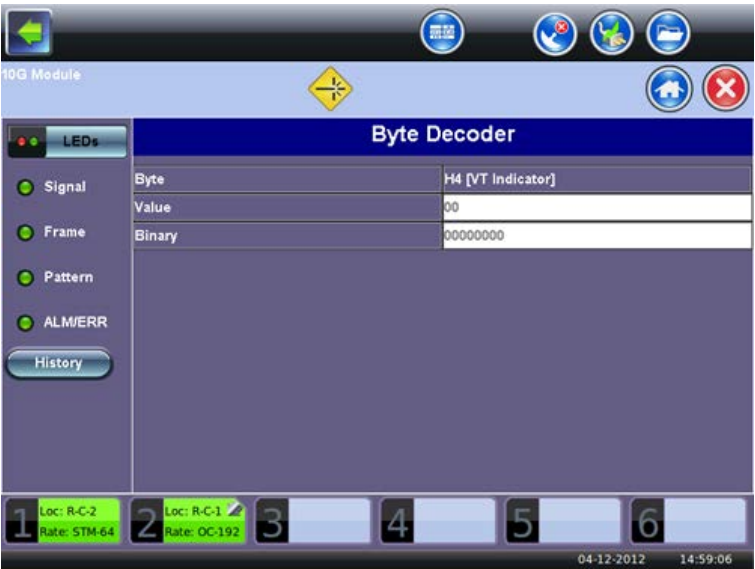 10G Module
LEDs
Byte Decoder
Signal
Frame
Pattern
ALM/ERR
History
Byte H4 [VT Indicator]
Value 00
Binary 00000000
1 Loc: R-C-2
Rate: STM-64
2 Loc: R-C-1
Rate: OC-192
3
4
5
6
04-12-2012 14:59:06